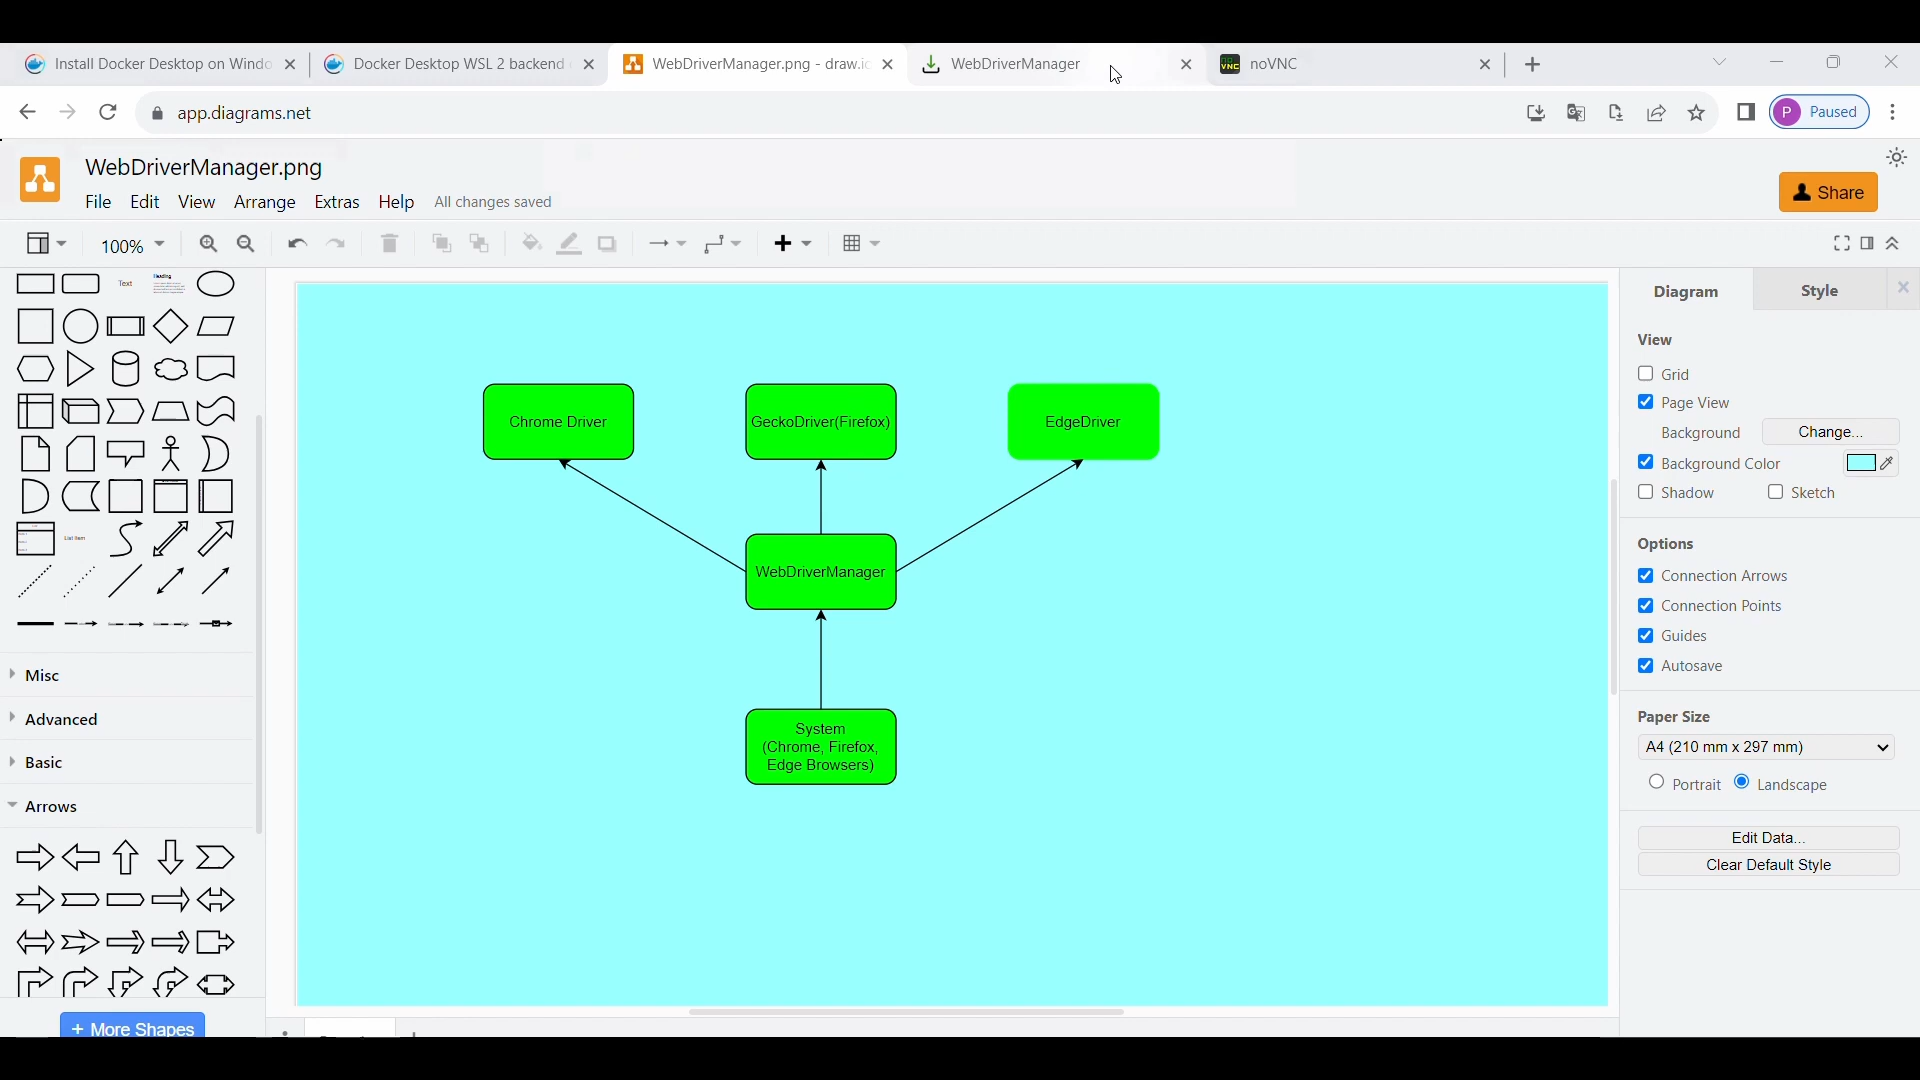 Install Docker Desktop on Windo
Docker Desktop WSL 2 backend
WebDriverManager.png - draw.io
WebDriverManager
noVNC
app.diagrams.net
P Paused
WebDriverManager.png
File Edit View Arrange Extras Help All changes saved
Share
100%
Text
Heading
List Item
Misc
Advanced
Basic
Arrows
+ More Shapes
Chrome Driver
GeckoDriver(Firefox)
EdgeDriver
WebDriverManager
System
(Chrome, Firefox,
Edge Browsers)
Diagram
Style
View
Grid
Page View
Background Change...
Background Color
Shadow Sketch
Options
Connection Arrows
Connection Points
Guides
Autosave
Paper Size
A4 (210 mm x 297 mm)
Portrait Landscape
Edit Data...
Clear Default Style